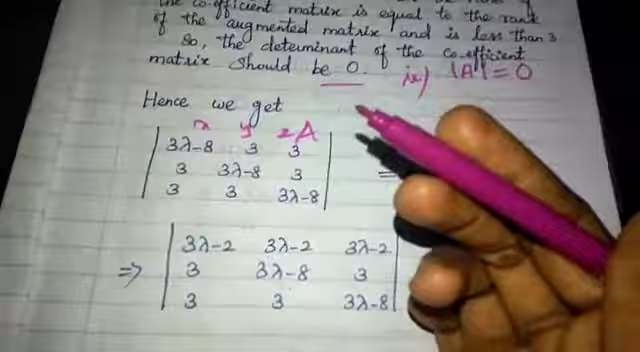 the co-efficient matrix is equal to the rank
of the augmented matrix and is less than 3
So, the determinant of the co-efficient
matrix should be 0. ie) |A|=0
Hence we get
x y z A
3λ-8 3 3
3 3λ-8 3
3 3 3λ-8
=
⇒ 3λ-2 3λ-2 3λ-2
3 3λ-8 3
3 3 3λ-8